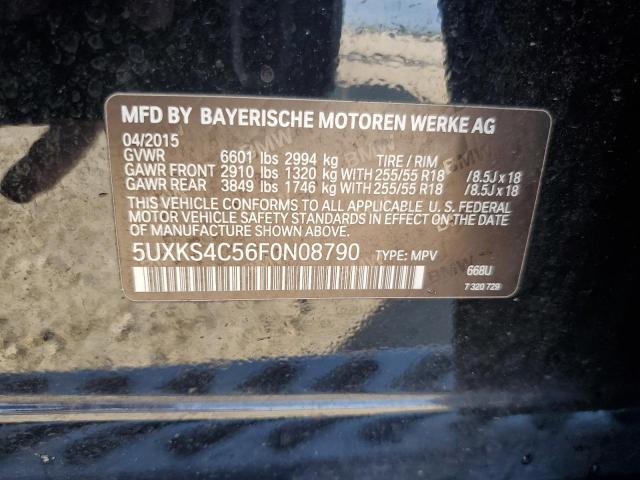 MFD BY BAYERISCHE MOTOREN WERKE AG
04/2015
GVWR 6601 lbs 2994 kg TIRE / RIM
GAWR FRONT 2910 lbs 1320 kg WITH 255/55 R18 /8.5J x 18
GAWR REAR 3849 lbs 1746 kg WITH 255/55 R18 /8.5J x 18
THIS VEHICLE CONFORMS TO ALL APPLICABLE U. S. FEDERAL
MOTOR VEHICLE SAFETY STANDARDS IN EFFECT ON THE DATE
OF MANUFACTURE SHOWN ABOVE.
5UXKS4C56F0N08790 TYPE: MPV
668U
7 320 729